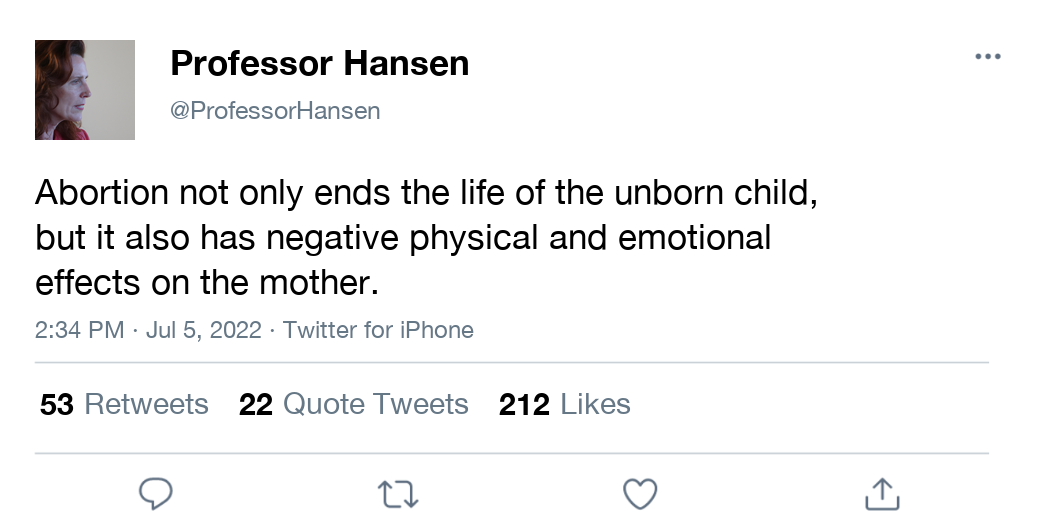 Professor Hansen
@ProfessorHansen
Abortion not only ends the life of the unborn child,
but it also has negative physical and emotional
effects on the mother.
2:34 PM · Jul 5, 2022 · Twitter for iPhone
53 Retweets 22 Quote Tweets 212 Likes